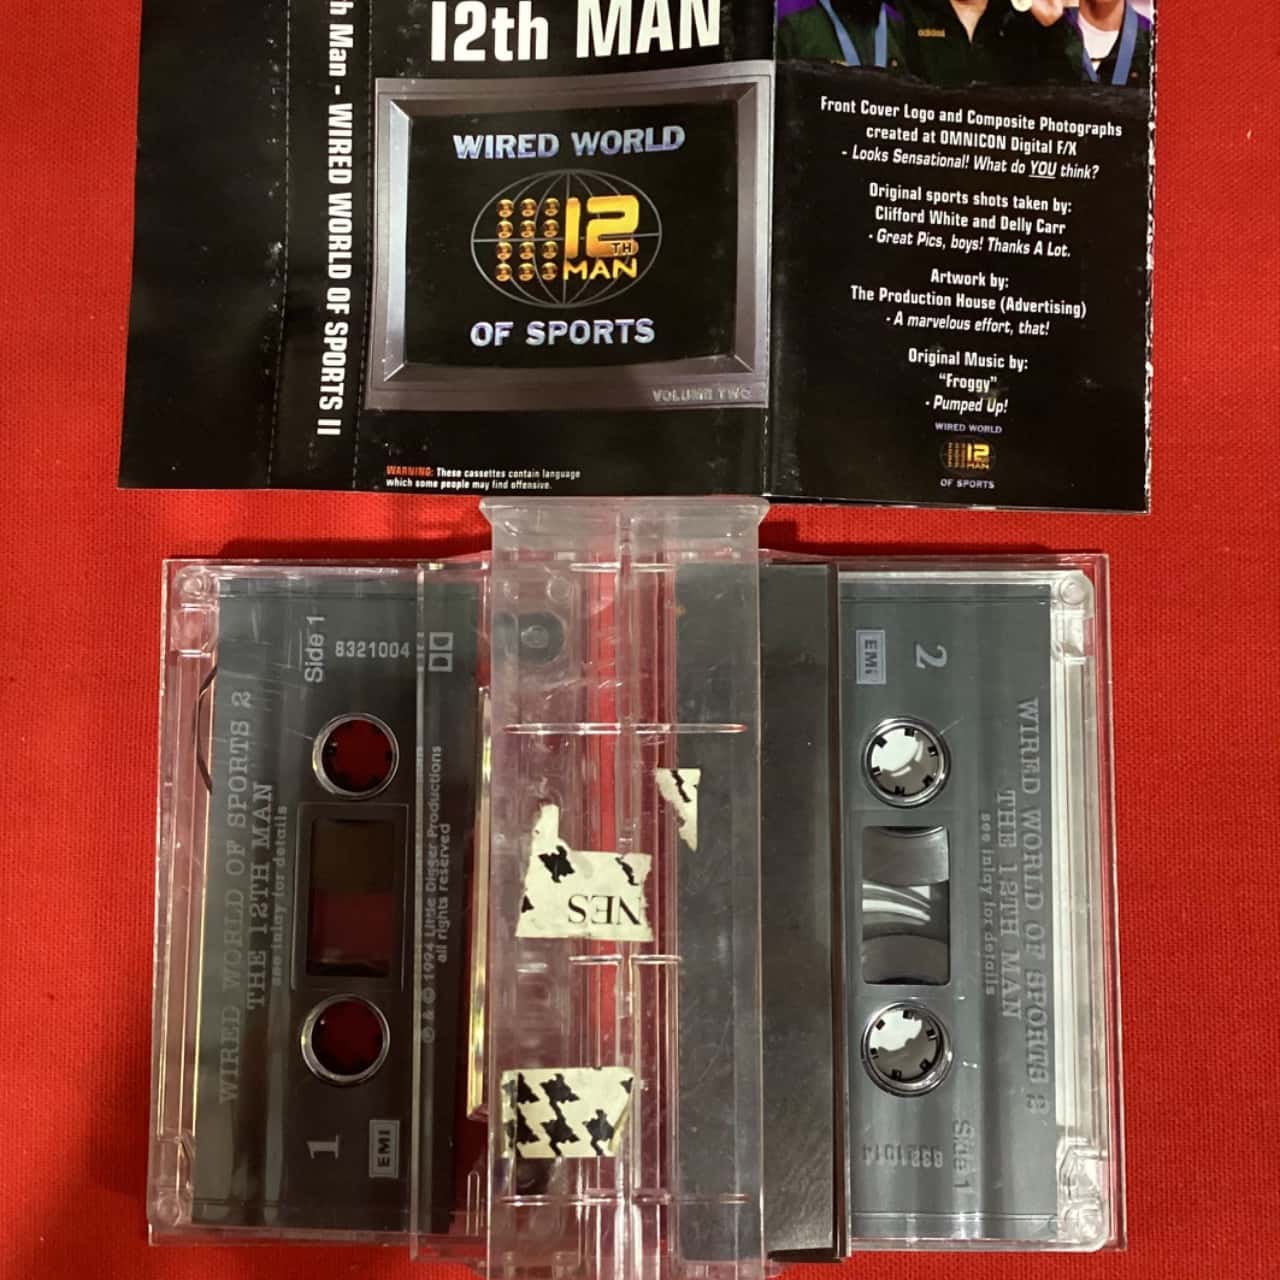 h Man - WIRED WORLD OF SPORTS II
12th MAN
WIRED WORLD
12
TH
MAN
OF SPORTS
VOLUME TWO
WARNING: These cassettes contain language
which some people may find offensive.
adidas
Front Cover Logo and Composite Photographs
created at OMNICON Digital F/X
- Looks Sensational! What do YOU think?
Original sports shots taken by:
Clifford White and Delly Carr
- Great Pics, boys! Thanks A Lot.
Artwork by:
The Production House (Advertising)
- A marvelous effort, that!
Original Music by:
"Froggy"
- Pumped Up!
WIRED WORLD
12
MAN
OF SPORTS
WIRED WORLD OF SPORTS 2
THE 12TH MAN
see inlay for details
Side 1
8321004
℗ & © 1994 Little Digger Productions
all rights reserved
1
EMI
NES
EMI
2
WIRED WORLD OF SPORTS 2
THE 12TH MAN
see inlay for details
Side 1
8321014